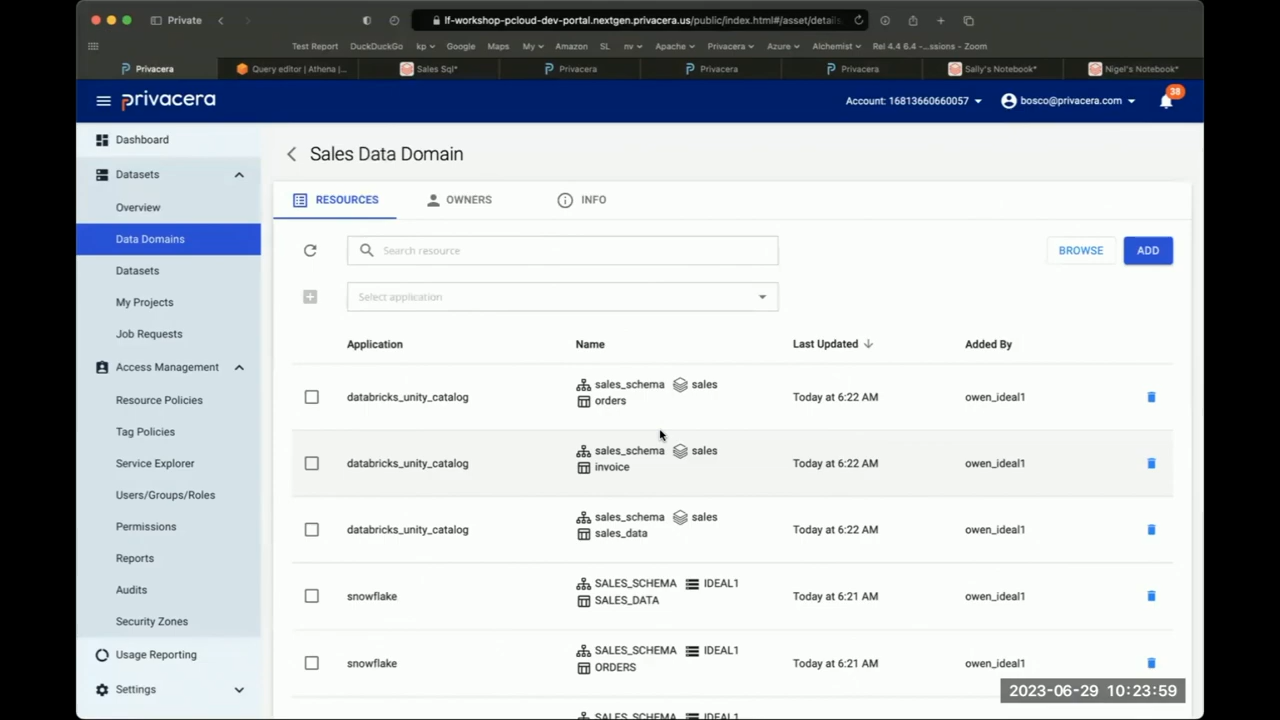 Private
lf-workshop-pcloud-dev-portal.nextgen.privacera.us/public/index.html#/asset/details
Test Report DuckDuckGo kp Google Maps My Amazon SL nv Apache Privacera Azure Alchemist Rel 4.4 6.4 -...ssions - Zoom
Privacera Query editor | Athena |... Sales Sql* Privacera Privacera Privacera Sally's Notebook* Nigel's Notebook*
privacera Account: 16813660660057 bosco@privacera.com 38
Dashboard
Datasets
Overview
Data Domains
Datasets
My Projects
Job Requests
Access Management
Resource Policies
Tag Policies
Service Explorer
Users/Groups/Roles
Permissions
Reports
Audits
Security Zones
Usage Reporting
Settings
Sales Data Domain
RESOURCES OWNERS INFO
Search resource BROWSE ADD
Select application
Application Name Last Updated Added By
databricks_unity_catalog sales_schema sales Today at 6:22 AM owen_ideal1
orders
databricks_unity_catalog sales_schema sales Today at 6:22 AM owen_ideal1
invoice
databricks_unity_catalog sales_schema sales Today at 6:22 AM owen_ideal1
sales_data
snowflake SALES_SCHEMA IDEAL1 Today at 6:21 AM owen_ideal1
SALES_DATA
snowflake SALES_SCHEMA IDEAL1 Today at 6:21 AM owen_ideal1
ORDERS
SALES_SCHEMA IDEAL1
2023-06-29 10:23:59